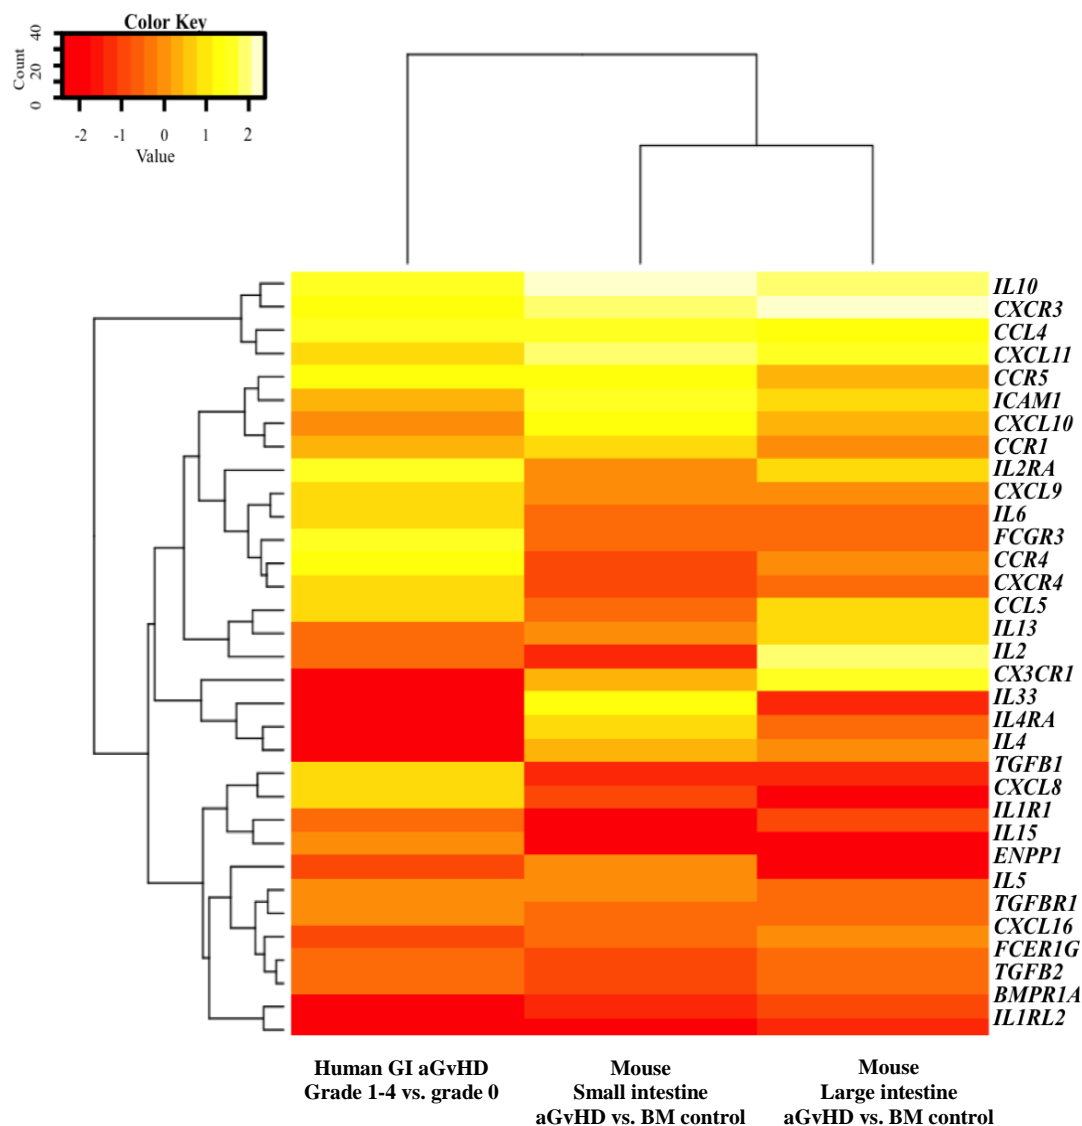 Color Key
Count
0 20 40
-2 -1 0 1 2
Value
IL10
CXCR3
CCL4
CXCL11
CCR5
ICAM1
CXCL10
CCR1
IL2RA
CXCL9
IL6
FCGR3
CCR4
CXCR4
CCL5
IL13
IL2
CX3CR1
IL33
IL4RA
IL4
TGFB1
CXCL8
IL1R1
IL15
ENPP1
IL5
TGFBR1
CXCL16
FCER1G
TGFB2
BMPR1A
IL1RL2
Human GI aGvHD
Grade 1-4 vs. grade 0
Mouse
Small intestine
aGvHD vs. BM control
Mouse
Large intestine
aGvHD vs. BM control